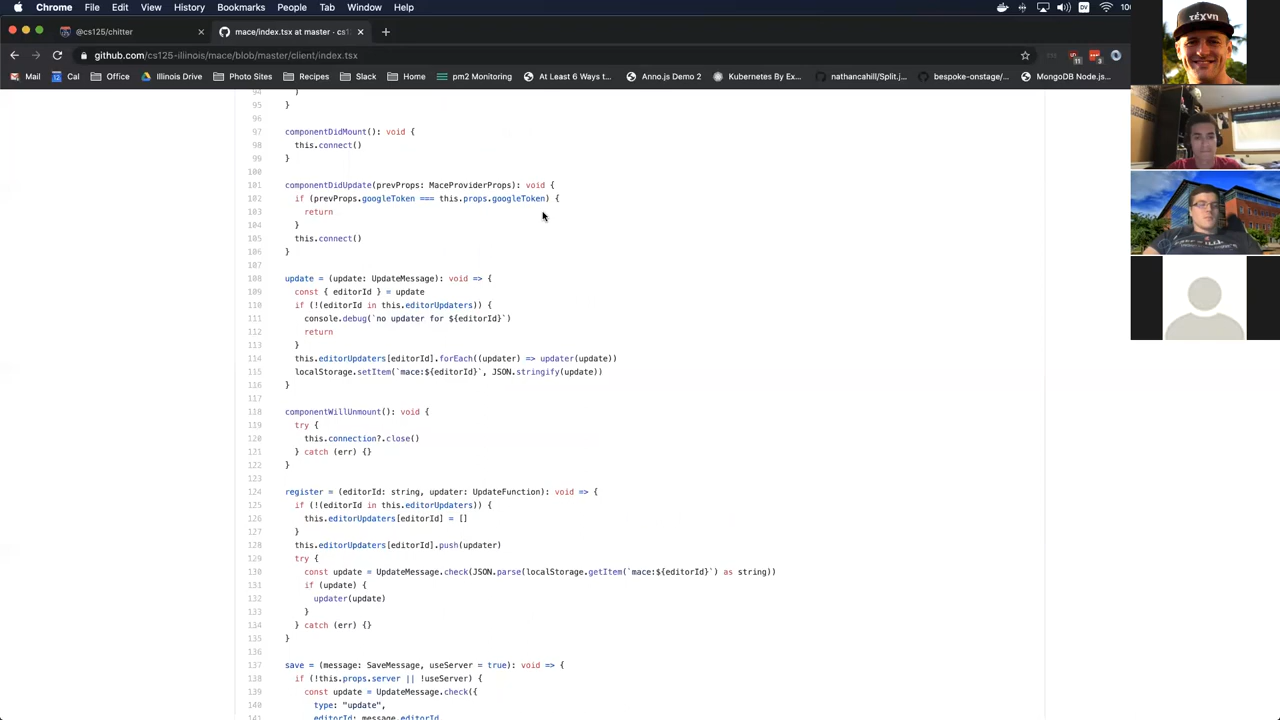 Chrome File Edit View History Bookmarks People Tab Window Help
@cs125/chitter
mace/index.tsx at master · cs1
github.com/cs125-illinois/mace/blob/master/client/index.tsx
Mail Cal Office Illinois Drive Photo Sites Recipes Slack Home pm2 Monitoring At Least 6 Ways t... Anno.js Demo 2 Kubernetes By Ex... nathancahill/Split.j... bespoke-onstage/... MongoDB Node.js...
94 )
95 }
96
97 componentDidMount(): void {
98 this.connect()
99 }
100
101 componentDidUpdate(prevProps: MaceProviderProps): void {
102 if (prevProps.googleToken === this.props.googleToken) {
103 return
104 }
105 this.connect()
106 }
107
108 update = (update: UpdateMessage): void => {
109 const { editorId } = update
110 if (!(editorId in this.editorUpdaters)) {
111 console.debug(`no updater for ${editorId}`)
112 return
113 }
114 this.editorUpdaters[editorId].forEach((updater) => updater(update))
115 localStorage.setItem(`mace:${editorId}`, JSON.stringify(update))
116 }
117
118 componentWillUnmount(): void {
119 try {
120 this.connection?.close()
121 } catch (err) {}
122 }
123
124 register = (editorId: string, updater: UpdateFunction): void => {
125 if (!(editorId in this.editorUpdaters)) {
126 this.editorUpdaters[editorId] = []
127 }
128 this.editorUpdaters[editorId].push(updater)
129 try {
130 const update = UpdateMessage.check(JSON.parse(localStorage.getItem(`mace:${editorId}`) as string))
131 if (update) {
132 updater(update)
133 }
134 } catch (err) {}
135 }
136
137 save = (message: SaveMessage, useServer = true): void => {
138 if (!this.props.server || !useServer) {
139 const update = UpdateMessage.check({
140 type: "update",
141 editorId: message.editorId,
τέχνη